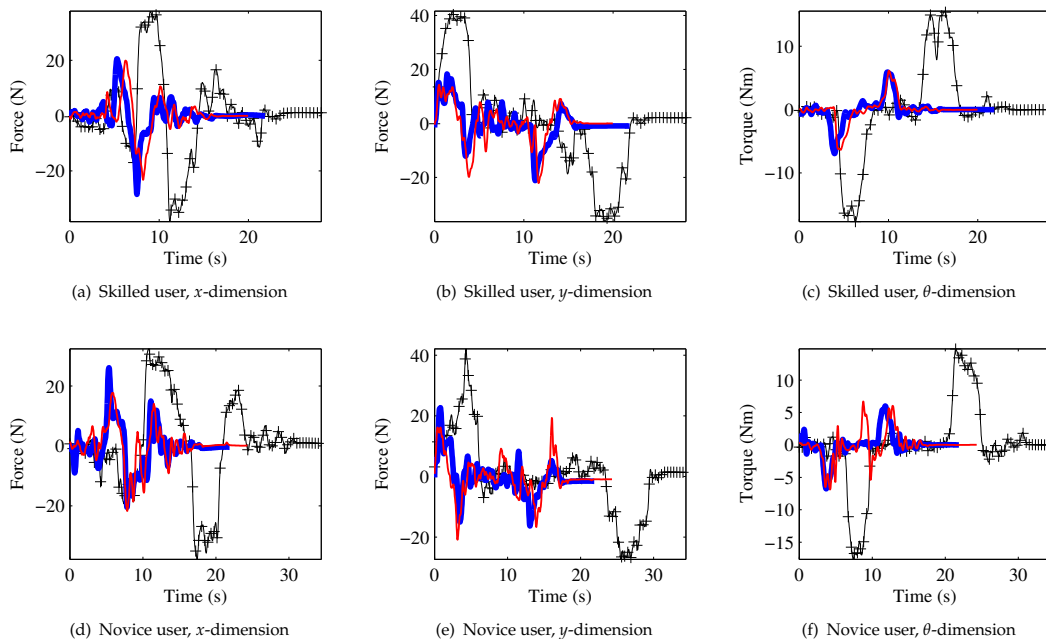 Force (N)
20
0
−20
0
10
20
Time (s)
(a) Skilled user, x-dimension
Force (N)
40
20
0
−20
0
10
20
Time (s)
(b) Skilled user, y-dimension
Torque (Nm)
10
0
−10
0
10
20
Time (s)
(c) Skilled user, θ-dimension
Force (N)
20
0
−20
0
10
20
30
Time (s)
(d) Novice user, x-dimension
Force (N)
40
20
0
−20
0
10
20
30
Time (s)
(e) Novice user, y-dimension
Torque (Nm)
10
5
0
−5
−10
−15
0
10
20
30
Time (s)
(f) Novice user, θ-dimension